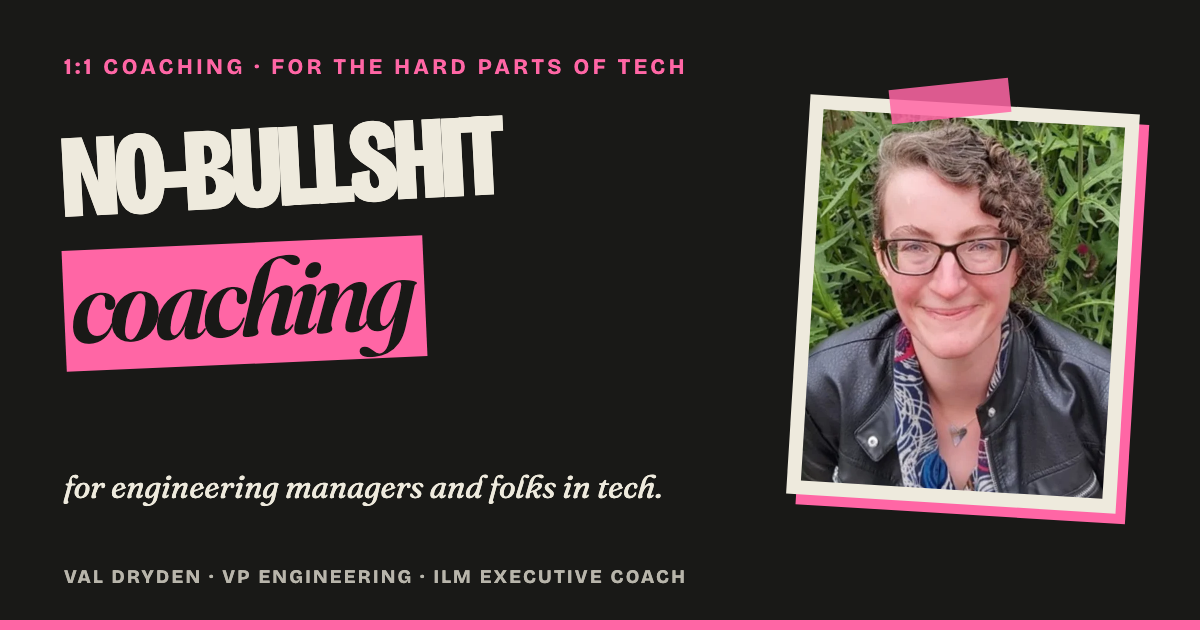 1:1 COACHING · FOR THE HARD PARTS OF TECH
NO-BULLSHIT
coaching
for engineering managers and folks in tech.
VAL DRYDEN · VP ENGINEERING · ILM EXECUTIVE COACH